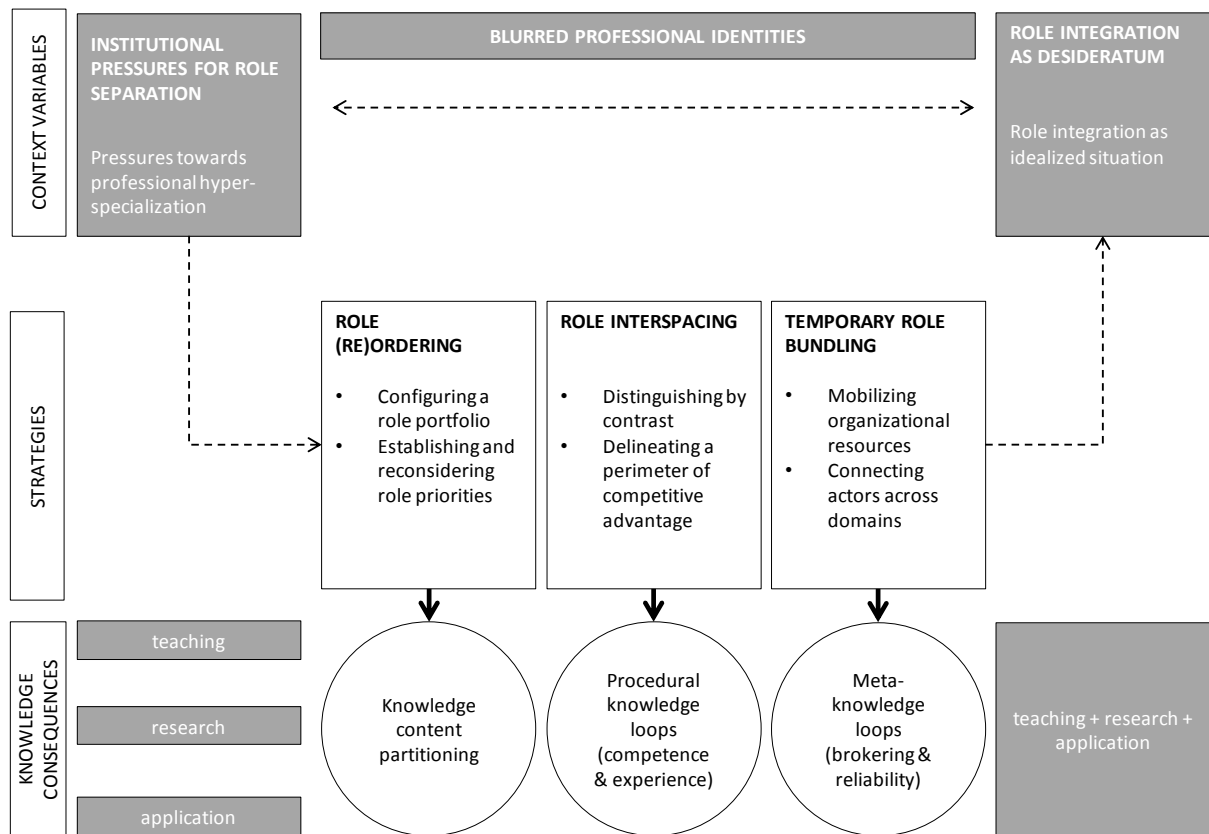 CONTEXT VARIABLES
INSTITUTIONAL
PRESSURES FOR ROLE
SEPARATION
Pressures towards
professional hyper-
specialization
BLURRED PROFESSIONAL IDENTITIES
ROLE INTEGRATION
AS DESIDERATUM
Role integration as
idealized situation
STRATEGIES
ROLE
(RE)ORDERING
• Configuring a
role portfolio
• Establishing and
reconsidering
role priorities
ROLE INTERSPACING
• Distinguishing by
contrast
• Delineating a
perimeter of
competitive
advantage
TEMPORARY ROLE
BUNDLING
• Mobilizing
organizational
resources
• Connecting
actors across
domains
KNOWLEDGE
CONSEQUENCES
teaching
research
application
Knowledge
content
partitioning
Procedural
knowledge
loops
(competence
& experience)
Meta-
knowledge
loops
(brokering &
reliability)
teaching + research +
application